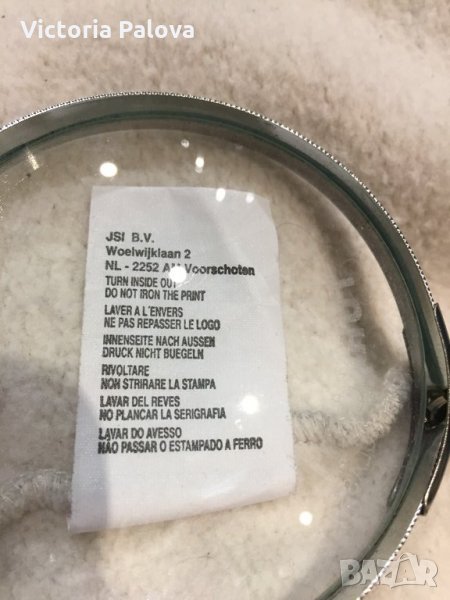 Victoria Palova
JSI B.V.
Woelwijklaan 2
NL - 2252 AH Voorschoten
TURN INSIDE OUT
DO NOT IRON THE PRINT
LAVER A L'ENVERS
NE PAS REPASSER LE LOGO
INNENSEITE NACH AUSSEN
DRUCK NICHT BUEGELN
RIVOLTARE
NON STRIRARE LA STAMPA
LAVAR DEL REVES
NO PLANCAR LA SERIGRAFIA
LAVAR DO AVESSO
NÃO PASSAR O ESTAMPADO A FERRO
BAZAR